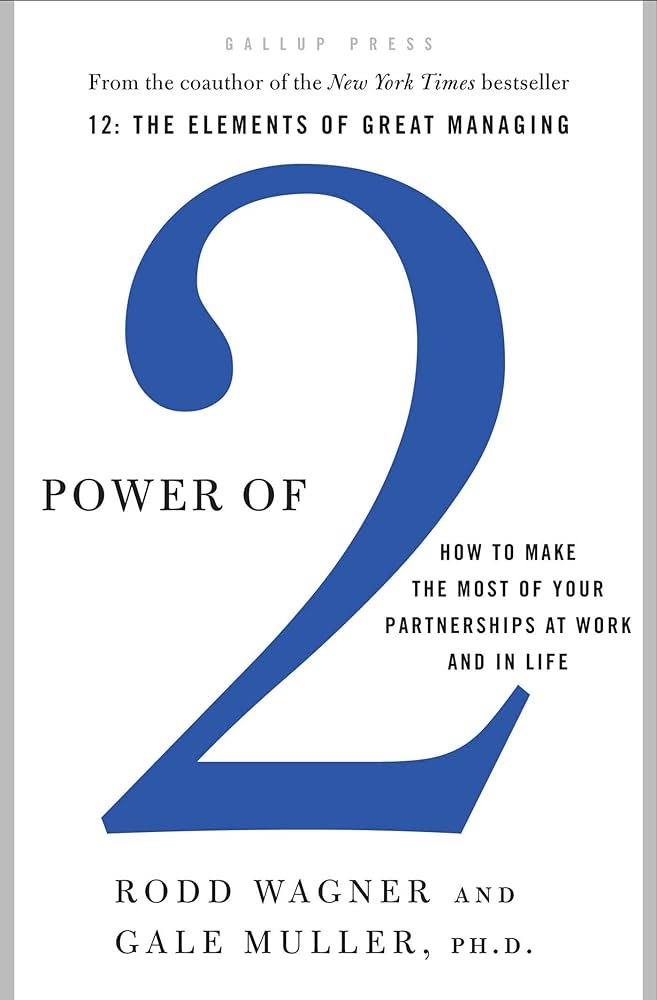 GALLUP PRESS
From the coauthor of the New York Times bestseller
12: THE ELEMENTS OF GREAT MANAGING
POWER OF
2
HOW TO MAKE
THE MOST OF YOUR
PARTNERSHIPS AT WORK
AND IN LIFE
RODD WAGNER AND
GALE MULLER, PH.D.